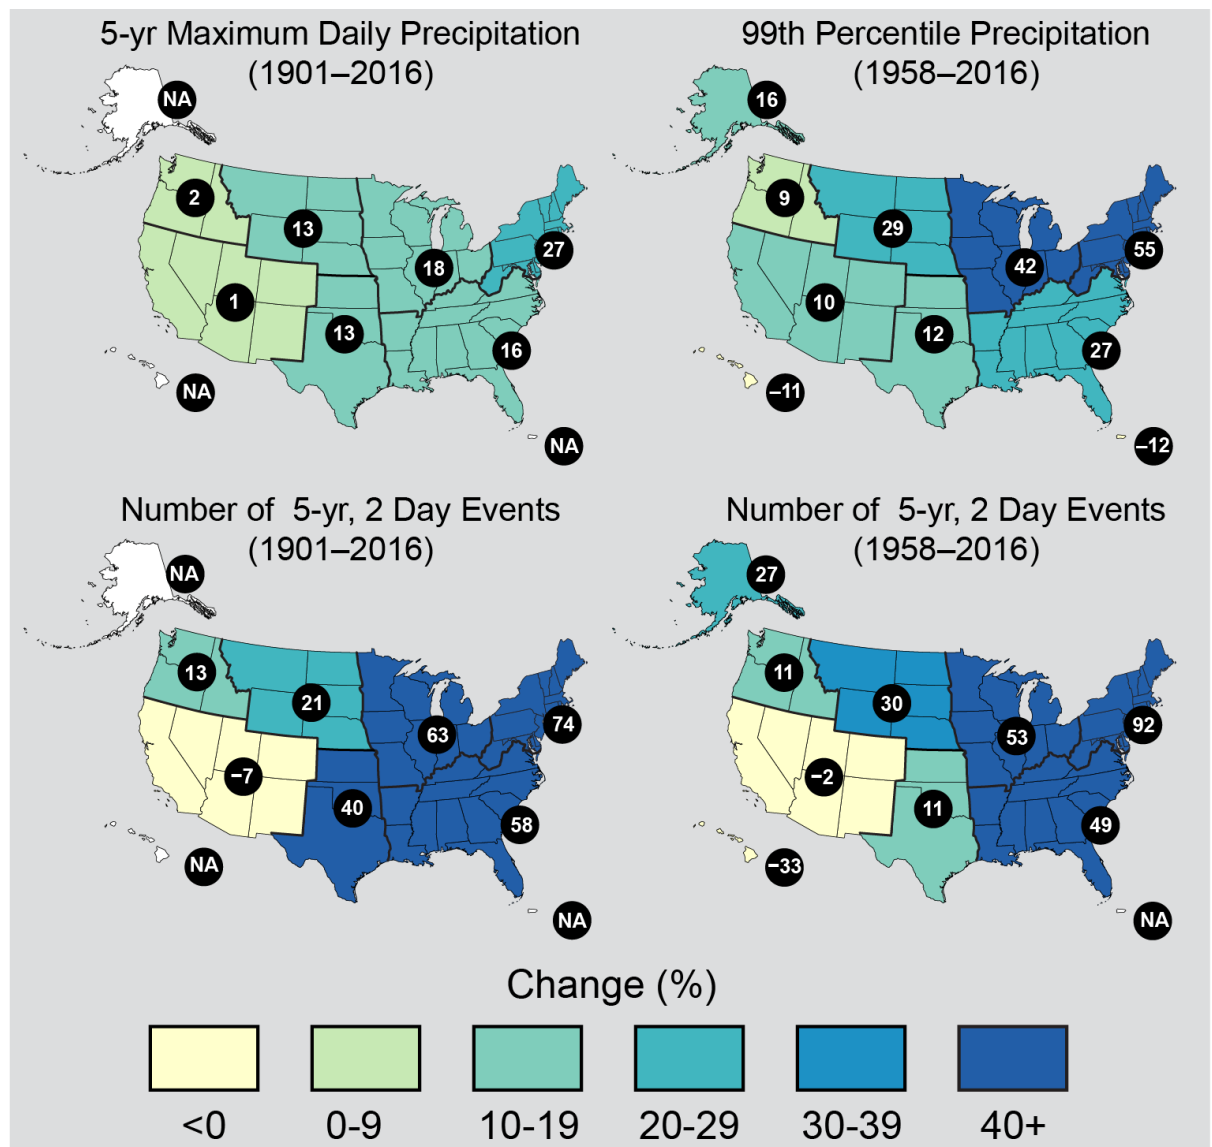 5-yr Maximum Daily Precipitation
(1901–2016)
NA
2
13
27
18
1
13
16
NA
NA
99th Percentile Precipitation
(1958–2016)
16
9
29
55
42
10
12
27
–11
–12
Number of 5-yr, 2 Day Events
(1901–2016)
NA
13
21
74
63
−7
40
58
NA
NA
Number of 5-yr, 2 Day Events
(1958–2016)
27
11
30
92
53
−2
11
49
−33
NA
Change (%)
<0 0-9 10-19 20-29 30-39 40+